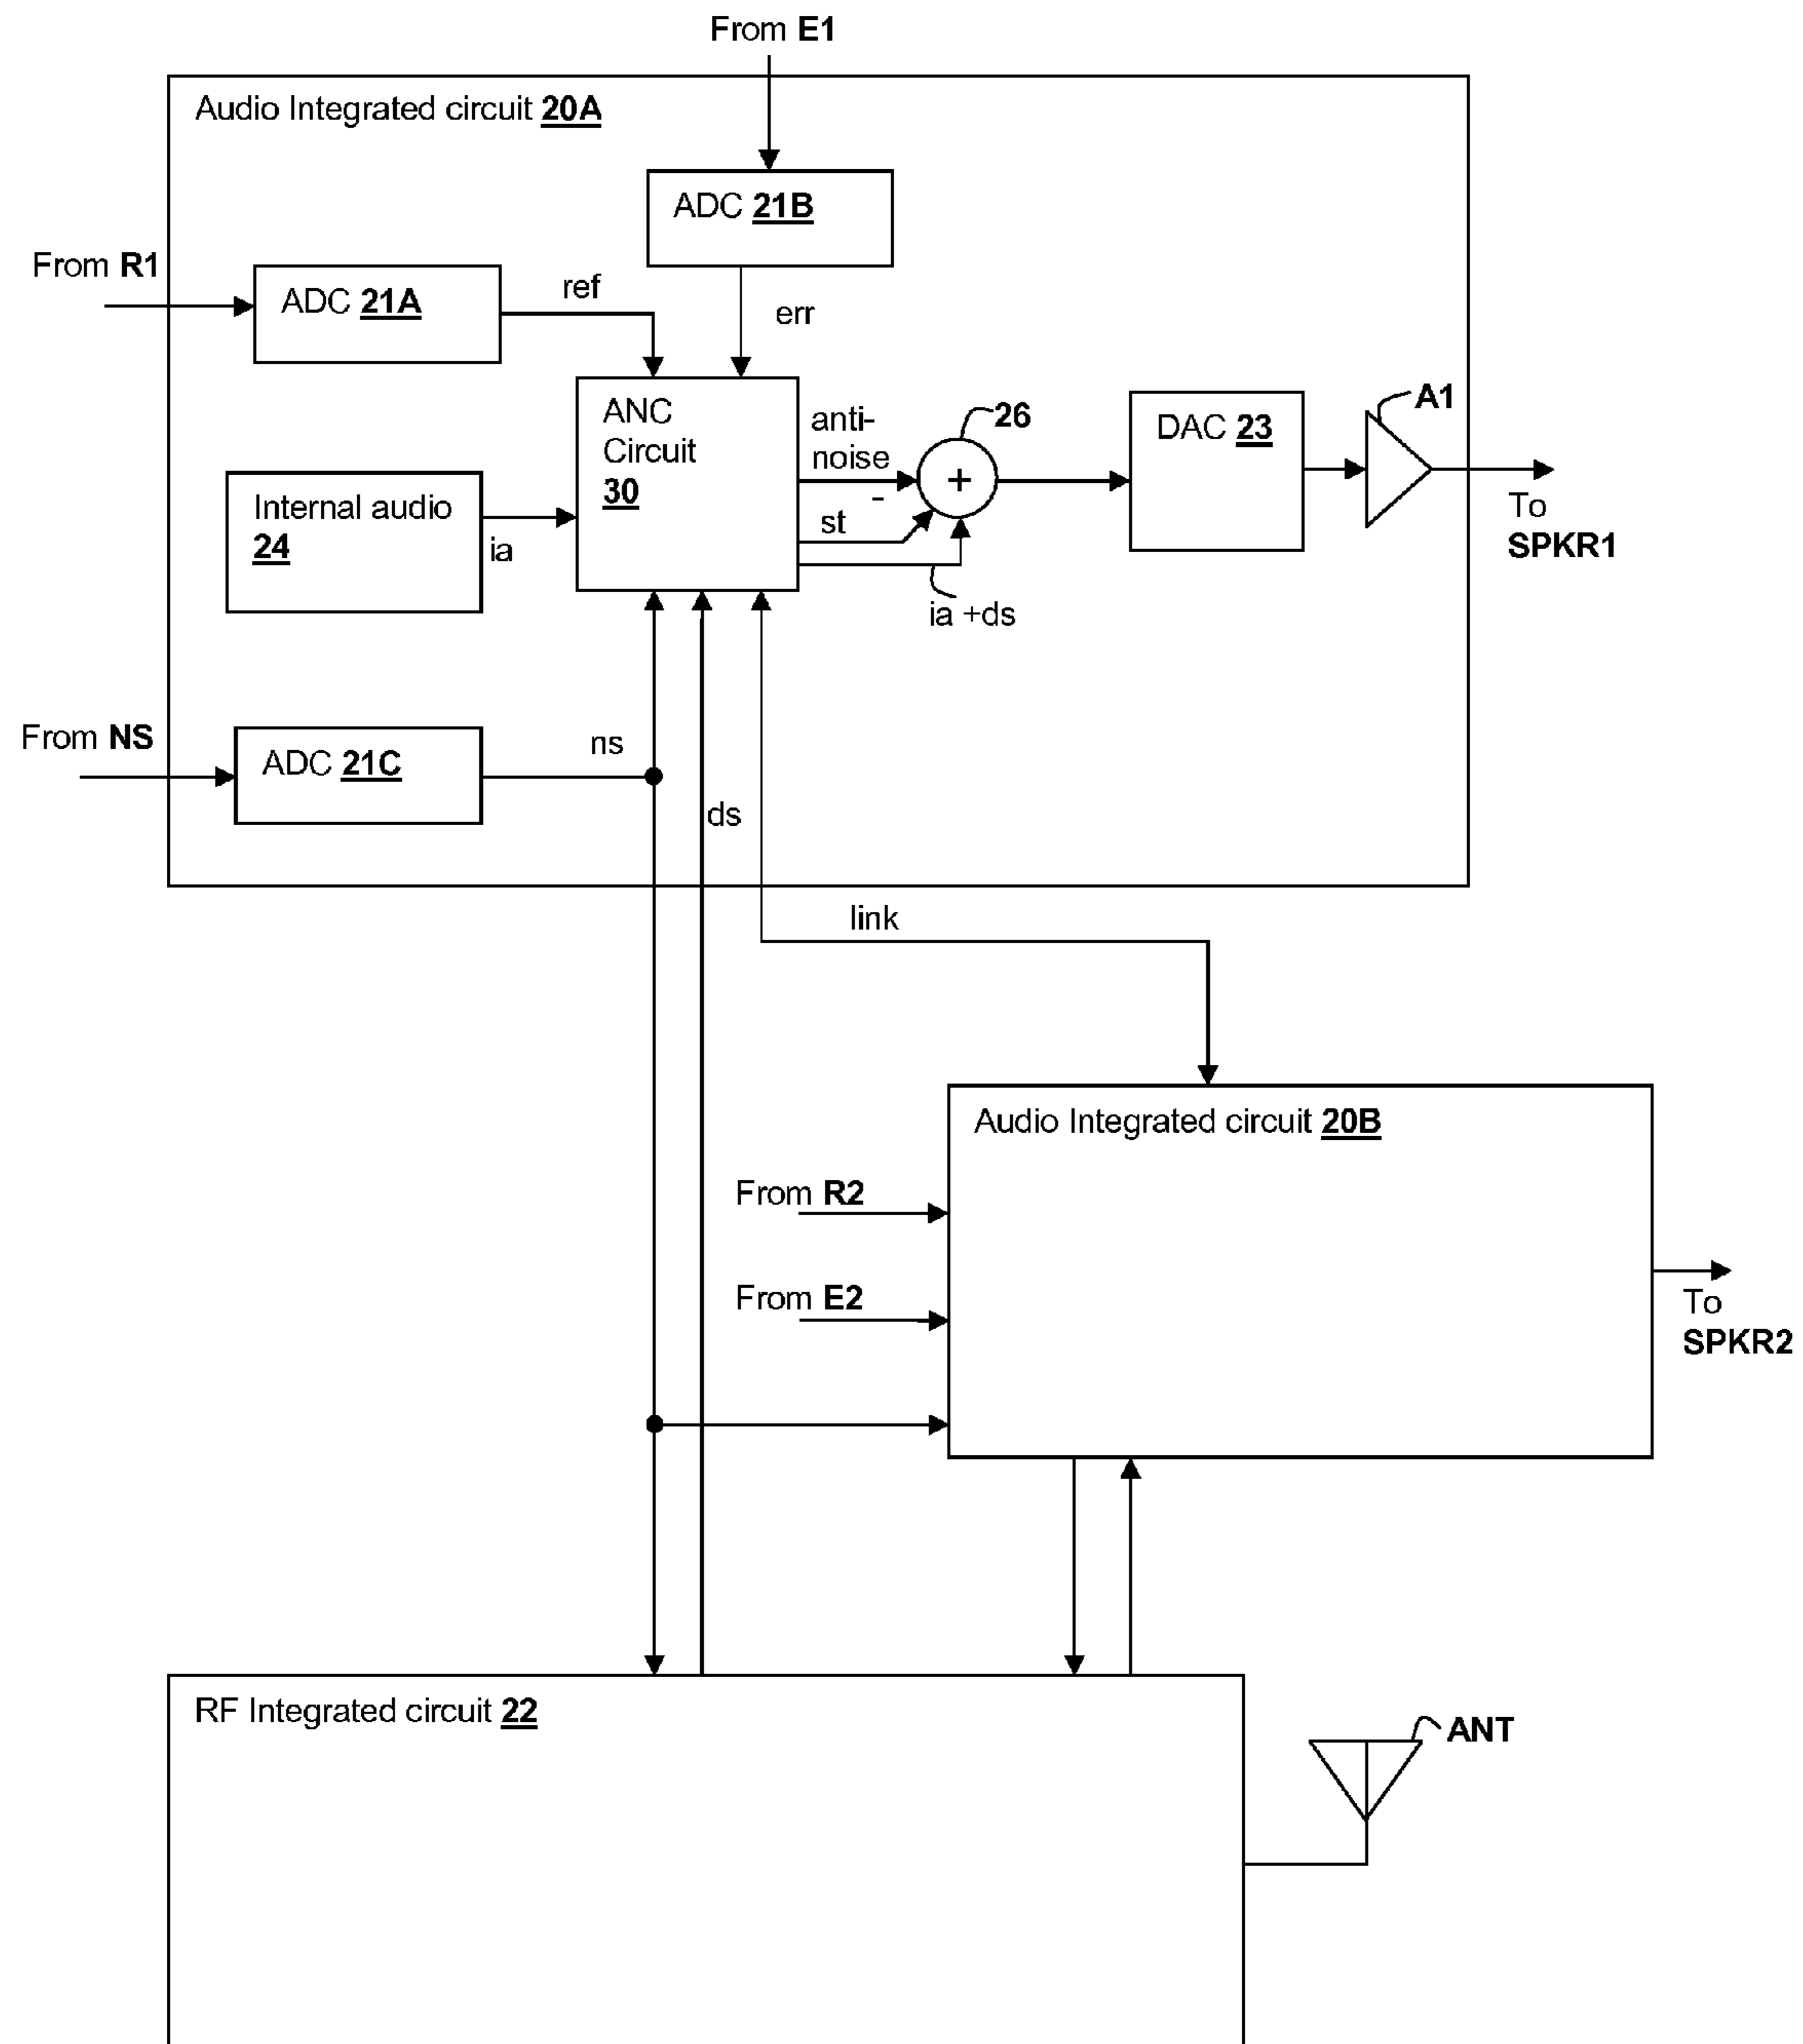 From E1
Audio Integrated circuit 20A
ADC 21B
From R1
ADC 21A
ref
err
ANC
Circuit
30
anti-
noise
-
st
ia +ds
26
+
DAC 23
A1
To
SPKR1
Internal audio
24
ia
From NS
ADC 21C
ns
ds
link
Audio Integrated circuit 20B
From R2
From E2
To
SPKR2
RF Integrated circuit 22
ANT